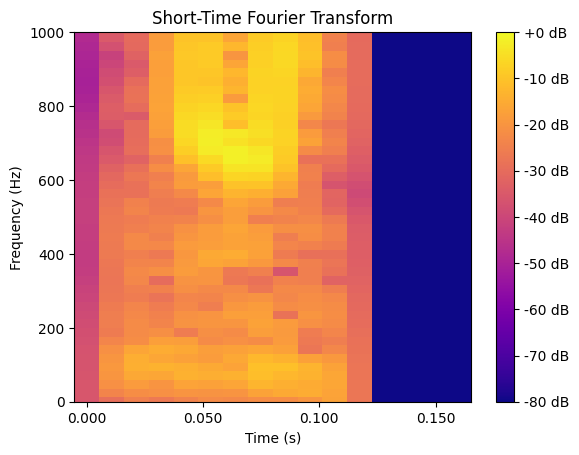 Short-Time Fourier Transform
1000
800
600
400
200
0
Frequency (Hz)
0.000
0.050
0.100
0.150
Time (s)
+0 dB
-10 dB
-20 dB
-30 dB
-40 dB
-50 dB
-60 dB
-70 dB
-80 dB